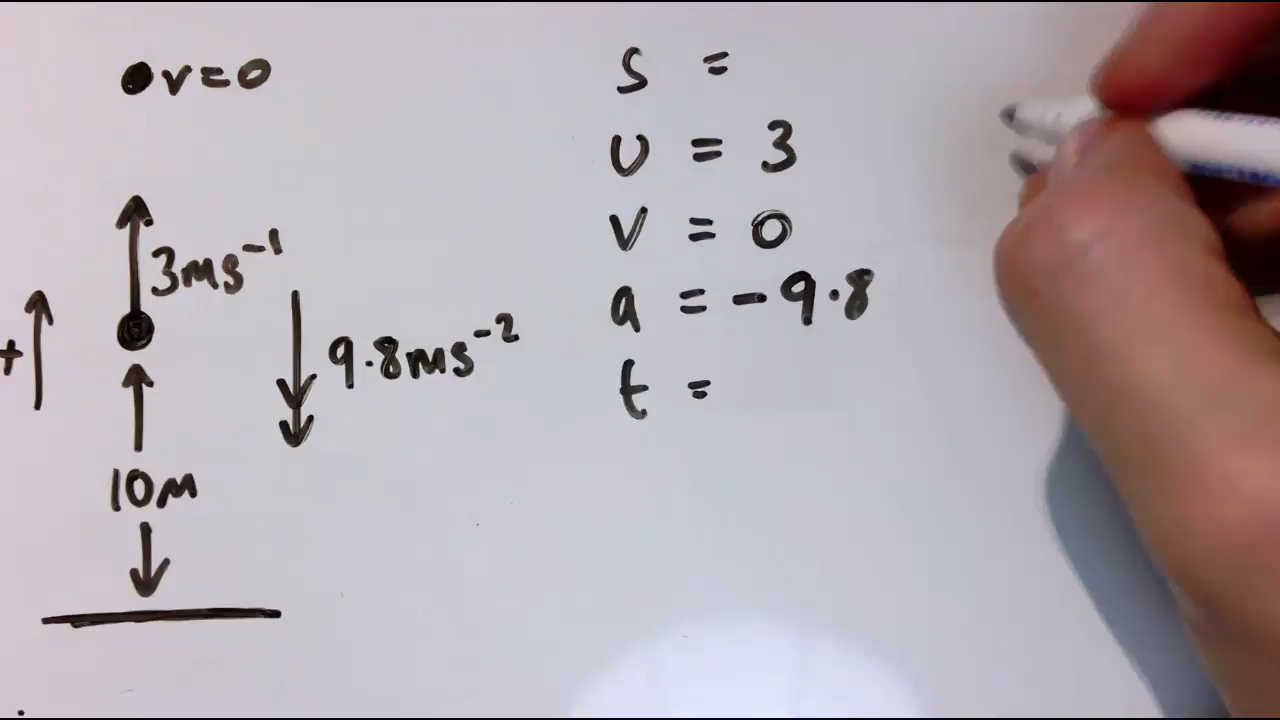 v=0
3ms⁻¹
+
9.8ms⁻²
10m
s =
u = 3
v = 0
a = -9.8
t =